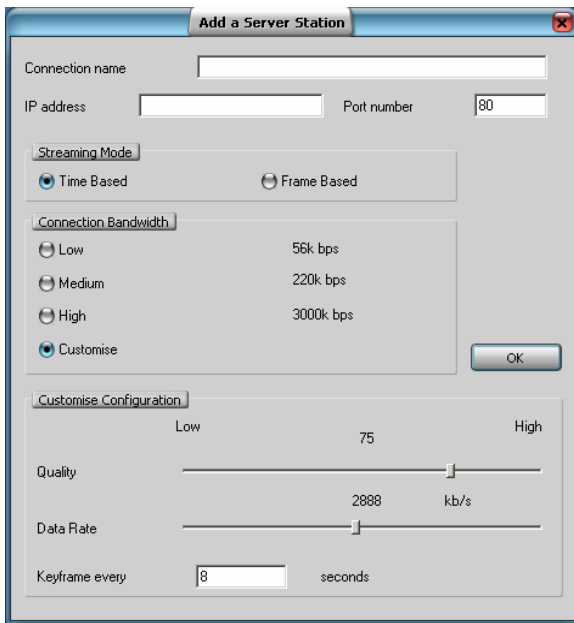 Add a Server Station
Connection name
IP address Port number 80
Streaming Mode
Time Based Frame Based
Connection Bandwidth
Low 56k bps
Medium 220k bps
High 3000k bps
Customise
OK
Customise Configuration
Low 75 High
Quality
2888 kb/s
Data Rate
Keyframe every 8 seconds